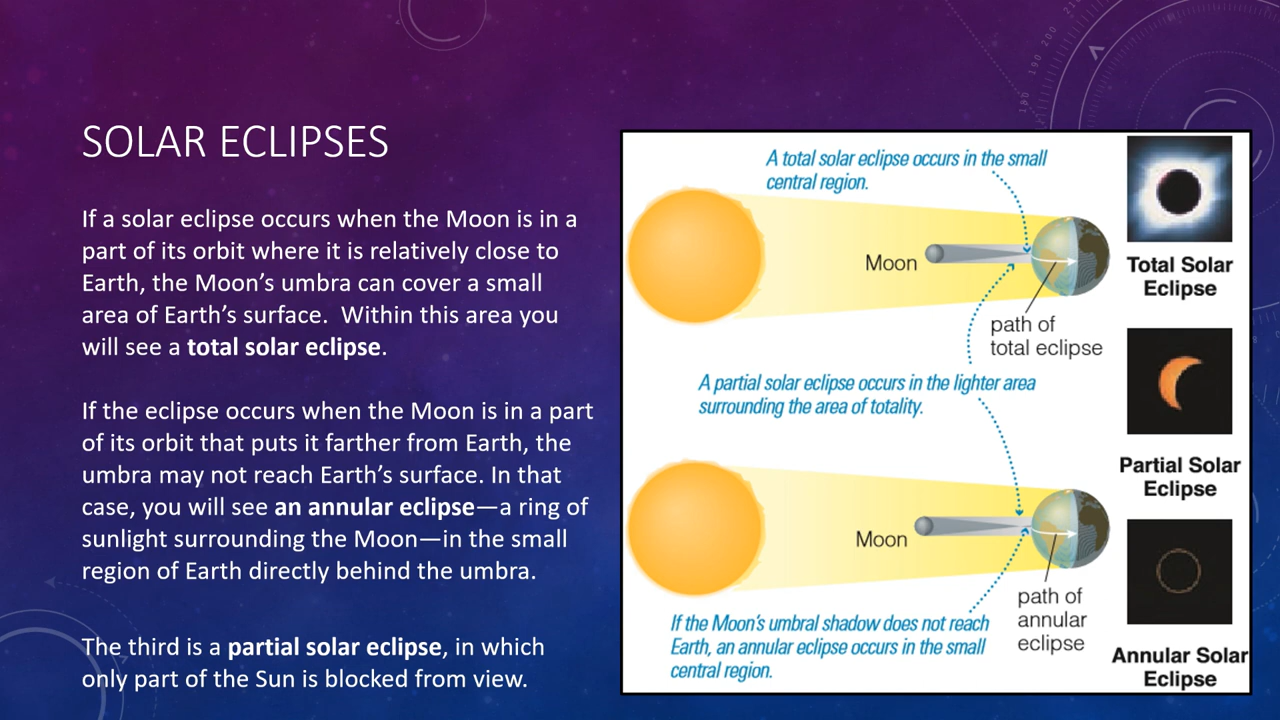 SOLAR ECLIPSES
If a solar eclipse occurs when the Moon is in a
part of its orbit where it is relatively close to
Earth, the Moon’s umbra can cover a small
area of Earth’s surface.  Within this area you
will see a total solar eclipse.
If the eclipse occurs when the Moon is in a part
of its orbit that puts it farther from Earth, the
umbra may not reach Earth’s surface. In that
case, you will see an annular eclipse—a ring of
sunlight surrounding the Moon—in the small
region of Earth directly behind the umbra.
The third is a partial solar eclipse, in which
only part of the Sun is blocked from view.
A total solar eclipse occurs in the small
central region.
Moon
path of
total eclipse
A partial solar eclipse occurs in the lighter area
surrounding the area of totality.
Moon
path of
annular
eclipse
If the Moon’s umbral shadow does not reach
Earth, an annular eclipse occurs in the small
central region.
Total Solar
Eclipse
Partial Solar
Eclipse
Annular Solar
Eclipse
180 190 200